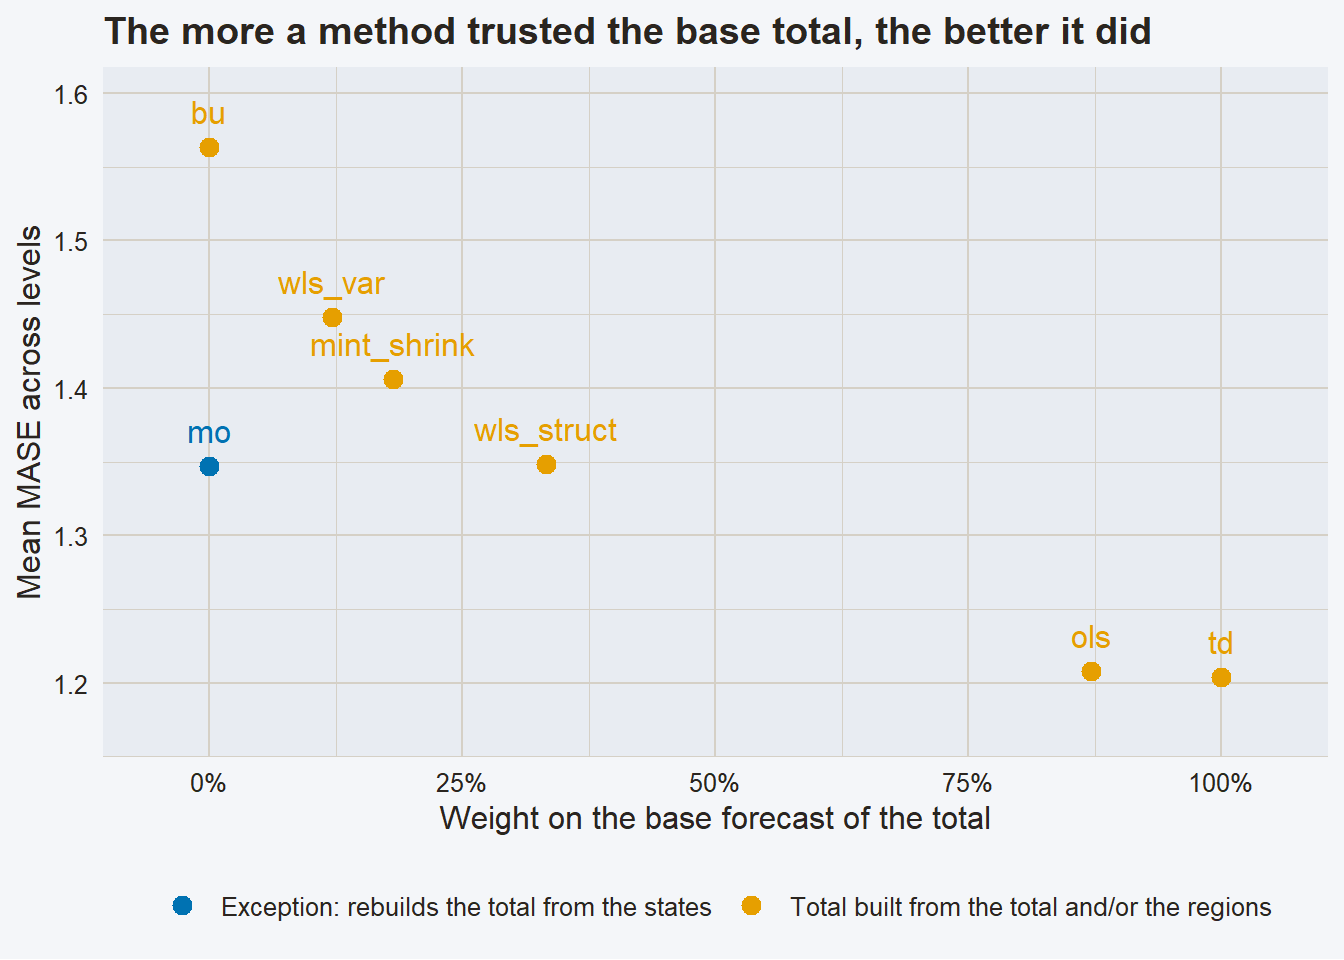 The more a method trusted the base total, the better it did
Mean MASE across levels
1.6
1.5
1.4
1.3
1.2
bu
wls_var
mint_shrink
mo
wls_struct
ols
td
0%
25%
50%
75%
100%
Weight on the base forecast of the total
Exception: rebuilds the total from the states
Total built from the total and/or the regions